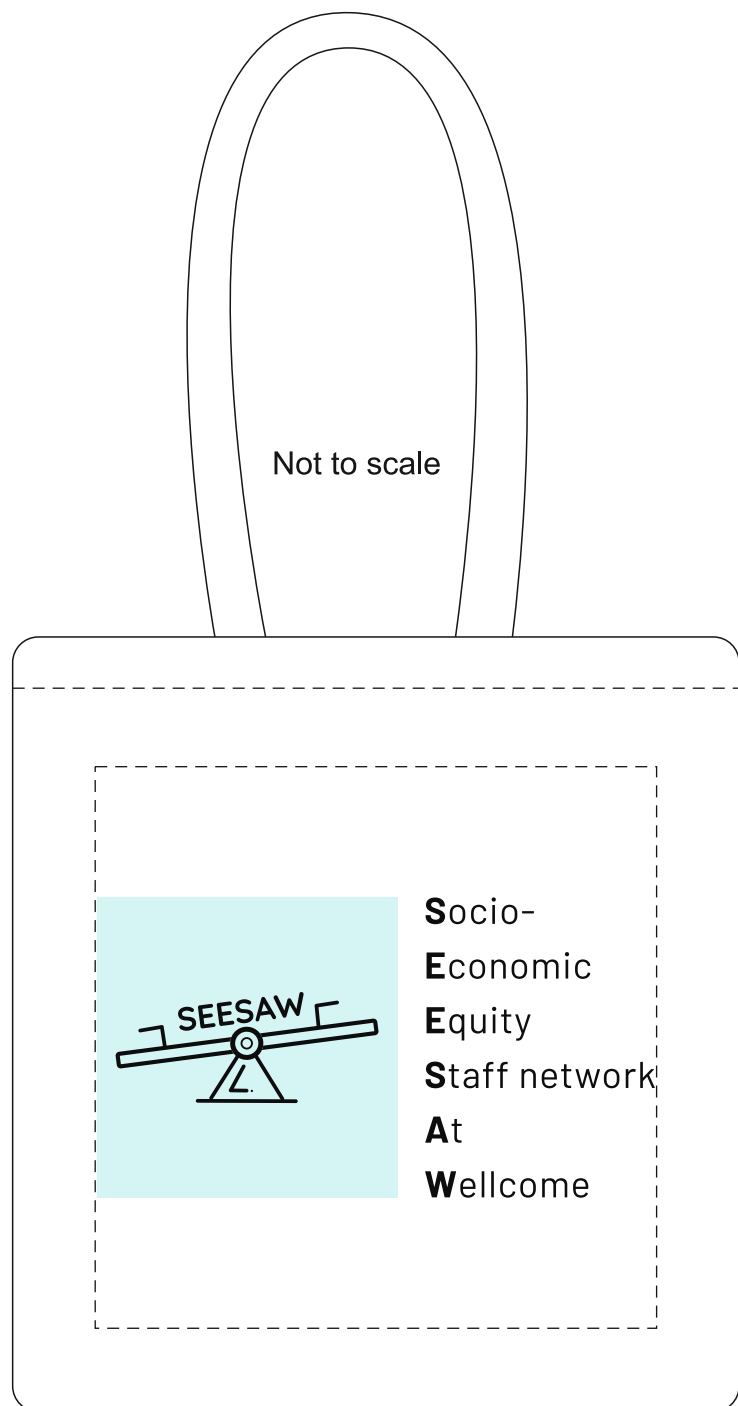 Not to scale
SEESAW
Socio-
Economic
Equity
Staff network
At
Wellcome